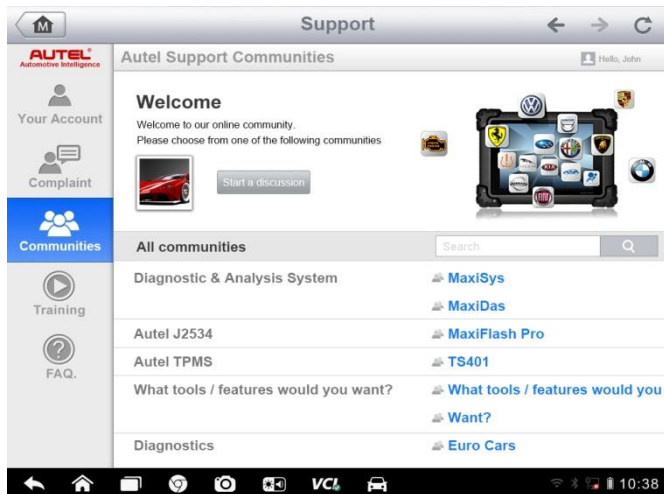 M
Support
AUTEL®
Automotive Intelligence
Autel Support Communities
Hello, John
Your Account
Complaint
Communities
Training
FAQ.
Welcome
Welcome to our online community.
Please choose from one of the following communities
Start a discussion
All communities
Search
Diagnostic & Analysis System
MaxiSys
MaxiDas
Autel J2534
MaxiFlash Pro
Autel TPMS
TS401
What tools / features would you want?
What tools / features would you
Want?
Diagnostics
Euro Cars
VCI
10:38